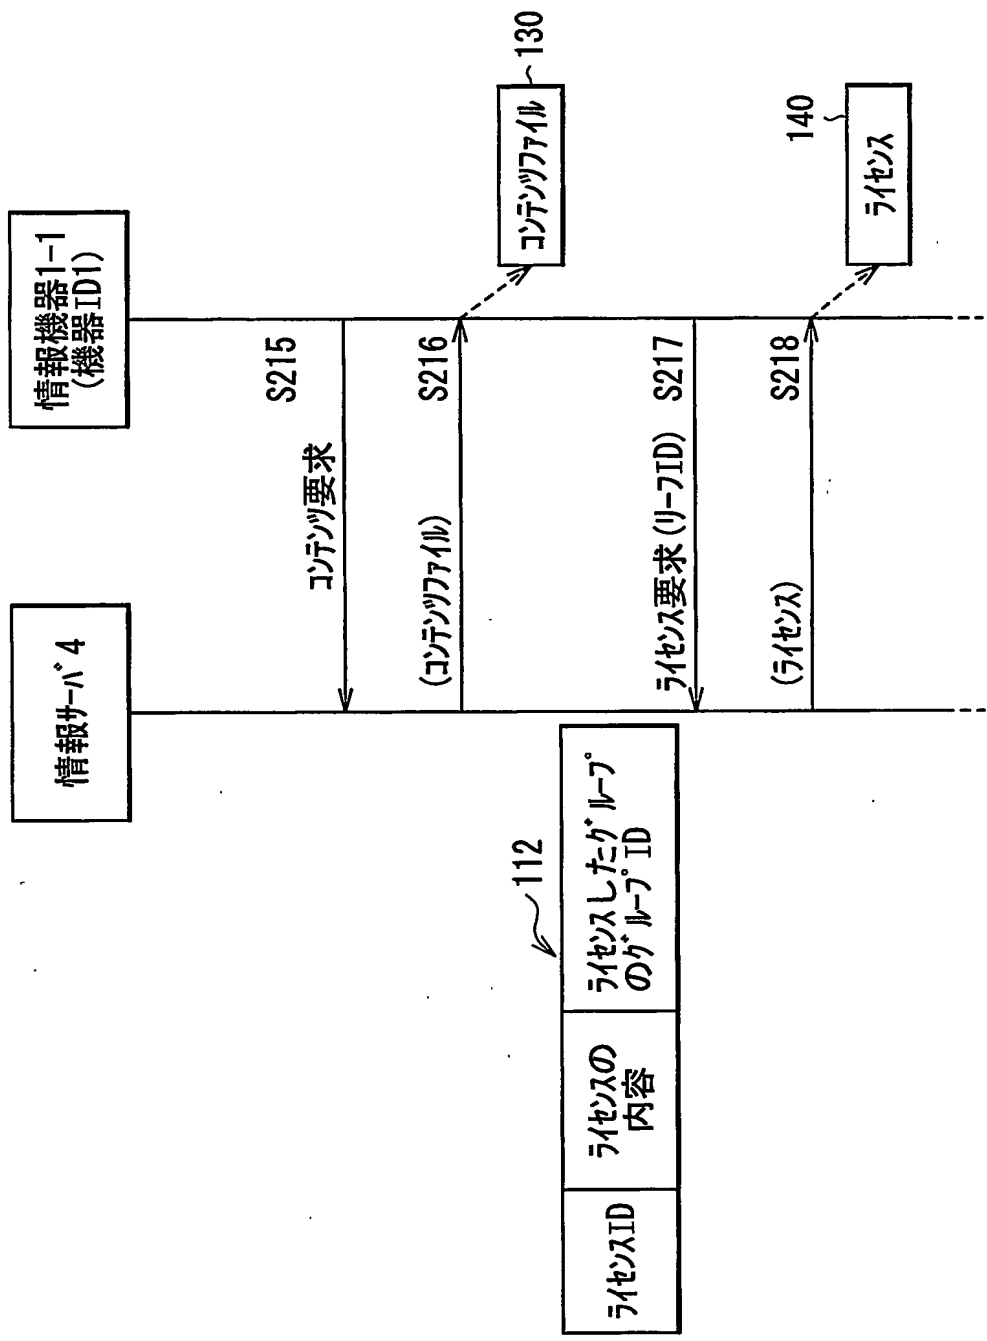 情報サーバ4
情報機器1-1
(機器ID1)
コンテンツ要求
S215
(コンテンツファイル)
S216
コンテンツファイル
130
112
ライセンスID
ライセンスの
内容
ライセンスしたグループ
のグループID
ライセンス要求(リーフID)
S217
(ライセンス)
S218
ライセンス
140